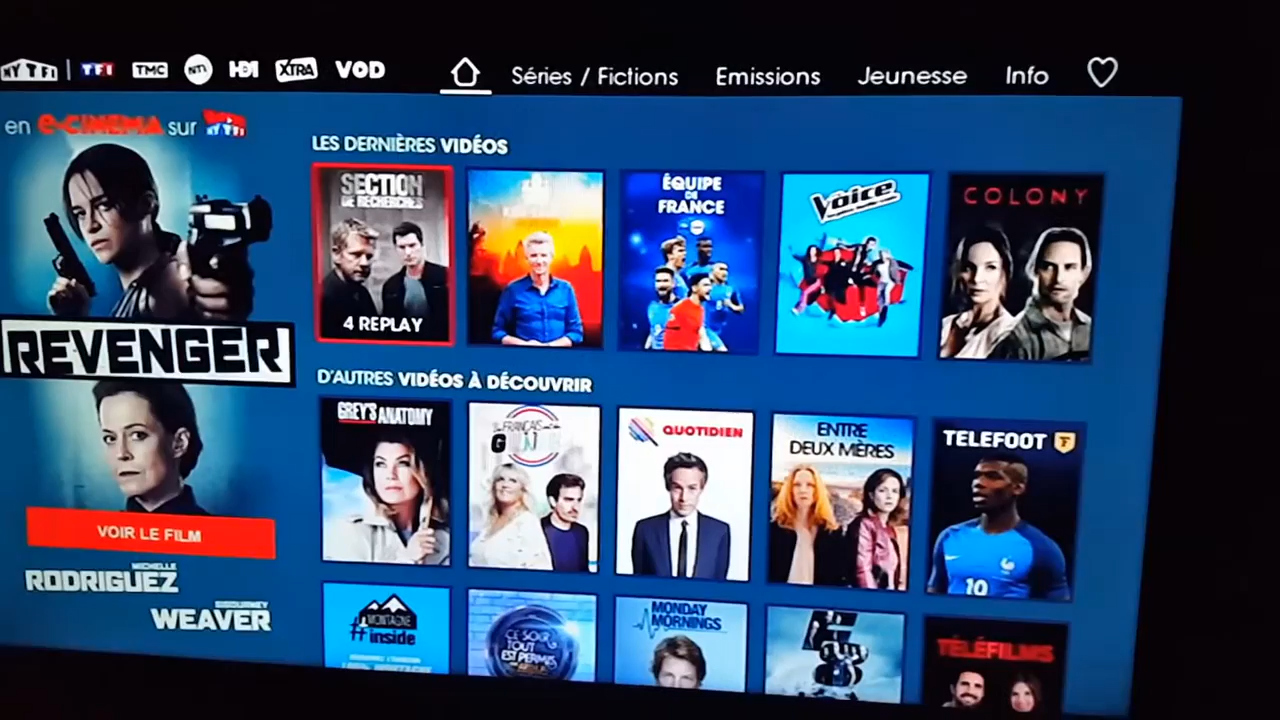 MYTF1 | TF1 TMC NT1 HD1 XTRA VOD
Séries / Fictions Emissions Jeunesse Info
en e-CINEMA sur MYTF1
LES DERNIÈRES VIDÉOS
SECTION
DE RECHERCHES
4 REPLAY
ÉQUIPE
DE
FRANCE
Voice
COLONY
REVENGER
VOIR LE FILM
MICHELLE
RODRIGUEZ
SIGOURNEY
WEAVER
D'AUTRES VIDÉOS À DÉCOUVRIR
GREY'S ANATOMY
QUOTIDIEN
ENTRE
DEUX MÈRES
TELEFOOT
10
MONTAGNE
#inside
CE SOIR
TOUT
EST PERMIS
MONDAY
MORNINGS
TÉLÉFILMS